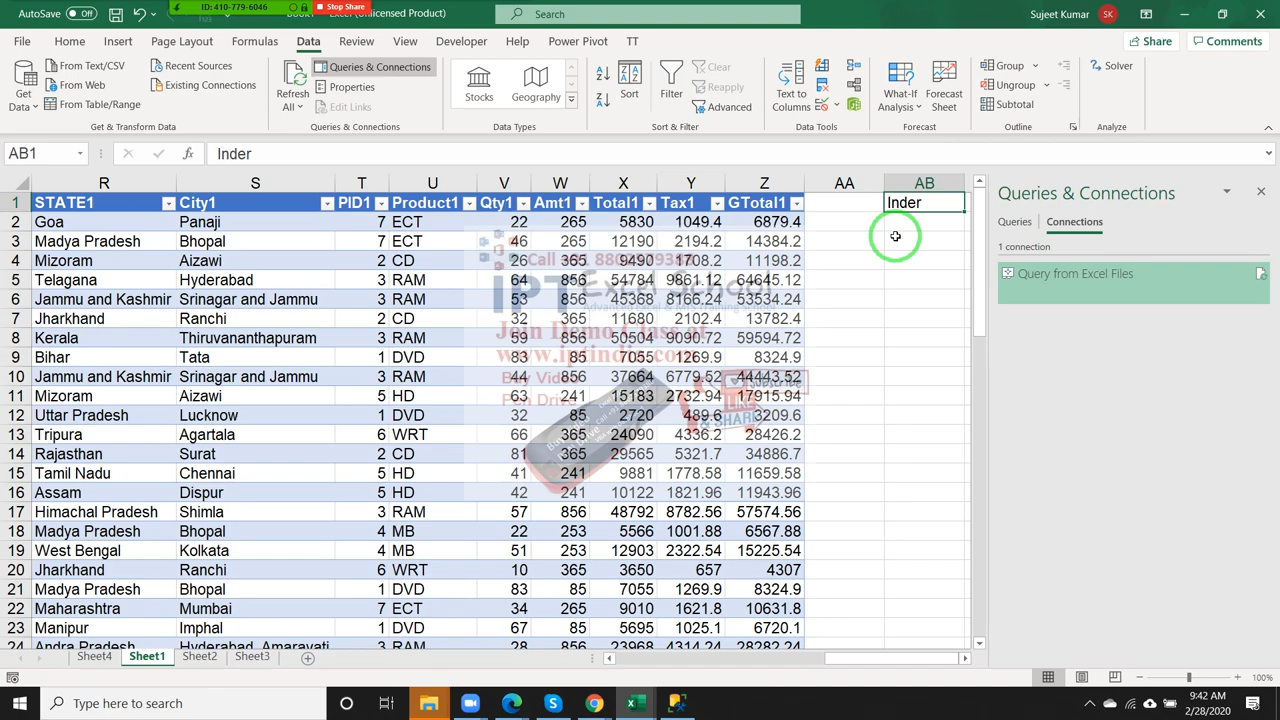 AutoSave Off
ID: 410-779-6046
Stop Share
Excel (Unlicensed Product)
Search
Sujeet Kumar
SK
File Home Insert Page Layout Formulas Data Review View Developer Help Power Pivot TT
Share
Comments
Get Data
From Text/CSV
From Web
From Table/Range
Recent Sources
Existing Connections
Get & Transform Data
Refresh All
Queries & Connections
Properties
Edit Links
Queries & Connections
Stocks
Geography
Data Types
Sort
Filter
Clear
Reapply
Advanced
Sort & Filter
Text to Columns
Data Tools
What-If Analysis
Forecast Sheet
Forecast
Group
Ungroup
Subtotal
Outline
Solver
Analyze
AB1
fx
Inder
R S T U V W X Y Z AA AB
1 STATE1 City1 PID1 Product1 Qty1 Amt1 Total1 Tax1 GTotal1 Inder
2 Goa Panaji 7 ECT 22 265 5830 1049.4 6879.4
3 Madya Pradesh Bhopal 7 ECT 46 265 12190 2194.2 14384.2
4 Mizoram Aizawi 2 CD 26 365 9490 1708.2 11198.2
5 Telagana Hyderabad 3 RAM 64 856 54784 9861.12 64645.12
6 Jammu and Kashmir Srinagar and Jammu 3 RAM 53 856 45368 8166.24 53534.24
7 Jharkhand Ranchi 2 CD 32 365 11680 2102.4 13782.4
8 Kerala Thiruvananthapuram 3 RAM 59 856 50504 9090.72 59594.72
9 Bihar Tata 1 DVD 83 85 7055 1269.9 8324.9
10 Jammu and Kashmir Srinagar and Jammu 3 RAM 44 856 37664 6779.52 44443.52
11 Mizoram Aizawi 5 HD 63 241 15183 2732.94 17915.94
12 Uttar Pradesh Lucknow 1 DVD 32 85 2720 489.6 3209.6
13 Tripura Agartala 6 WRT 66 365 24090 4336.2 28426.2
14 Rajasthan Surat 2 CD 81 365 29565 5321.7 34886.7
15 Tamil Nadu Chennai 5 HD 41 241 9881 1778.58 11659.58
16 Assam Dispur 5 HD 42 241 10122 1821.96 11943.96
17 Himachal Pradesh Shimla 3 RAM 57 856 48792 8782.56 57574.56
18 Madya Pradesh Bhopal 4 MB 22 253 5566 1001.88 6567.88
19 West Bengal Kolkata 4 MB 51 253 12903 2322.54 15225.54
20 Jharkhand Ranchi 6 WRT 10 365 3650 657 4307
21 Madya Pradesh Bhopal 1 DVD 83 85 7055 1269.9 8324.9
22 Maharashtra Mumbai 7 ECT 34 265 9010 1621.8 10631.8
23 Manipur Imphal 1 DVD 67 85 5695 1025.1 6720.1
24 Andra Pradesh Hyderabad, Amaravati 3 RAM 28 856 23968 4314.24 28282.24
IPT Excel School
Join Demo Class at
www.iptindia.com
Buy Video
Pen Drive
LIKE
& SHARE
Queries & Connections
Queries Connections
1 connection
Query from Excel Files
Sheet4 Sheet1 Sheet2 Sheet3
100%
Type here to search
9:42 AM
2/28/2020